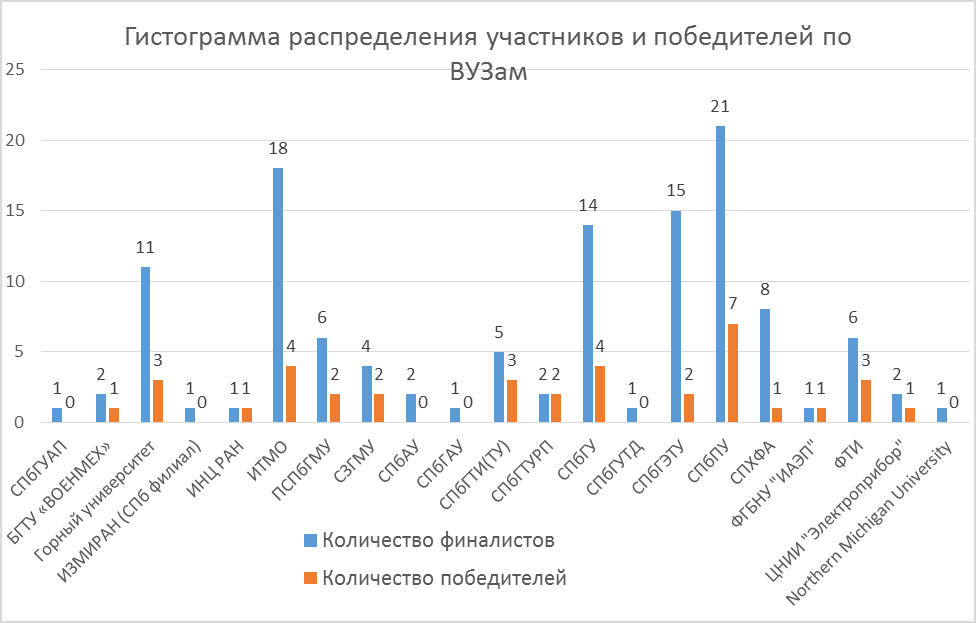 Гистограмма распределения участников и победителей по
ВУЗам
25
20
15
10
5
0
1 0
2 1
11 3
1 0
1 1
18 4
6 2
4 2
2 0
1 0
5 3
2 2
14 4
1 0
15 2
21 7
8 1
1 1
6 3
2 1
1 0
СПбГУАП
БГТУ «ВОЕНМЕХ»
Горный университет
ИЗМИРАН (СПб филиал)
ИНЦ РАН
ИТМО
ПСПбГМУ
СЗГМУ
СПбАУ
СПбГАУ
СПбГТИ(ТУ)
СПбГТУРП
СПбГУ
СПбГУТД
СПбГЭТУ
СПбПУ
СПХФА
ФГБНУ "ИАЭП"
ФТИ
ЦНИИ "Электроприбор"
Northern Michigan University
Количество финалистов
Количество победителей